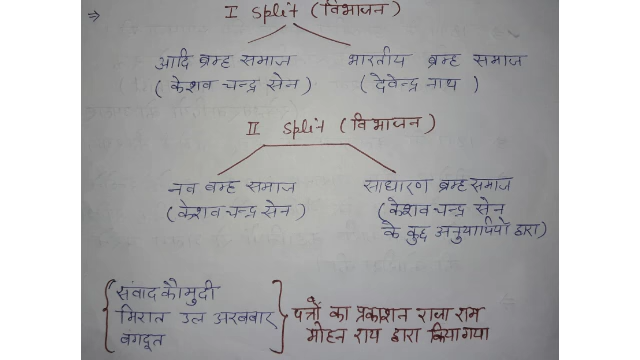 ⇒ I split (विभाजन)
आदि ब्रम्ह समाज भारतीय ब्रम्ह समाज
(केशव चन्द्र सेन) (देवेन्द्र नाथ )
II split (विभाजन)
नव बम्ह समाज साधारण ब्रम्ह समाज
(केशव चन्द्र सेन) (केशव चन्द्र सेन
के कुछ अनुयायियों द्वारा)
संवाद कौमुदी
मिरात उल अखबार पत्रों का प्रकाशन राजा राम
बंगदूत मोहन राय द्वारा किया गया